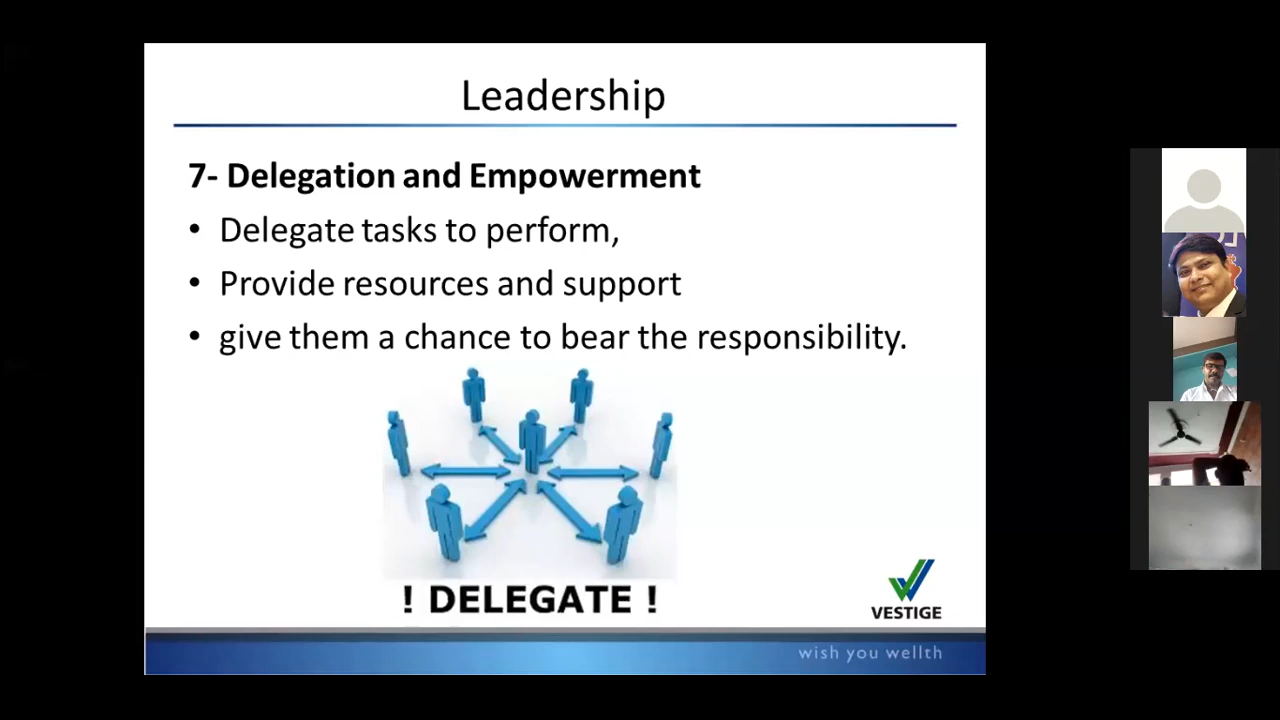 Leadership
7- Delegation and Empowerment
• Delegate tasks to perform,
• Provide resources and support
• give them a chance to bear the responsibility.
! DELEGATE !
VESTIGE
wish you wellth